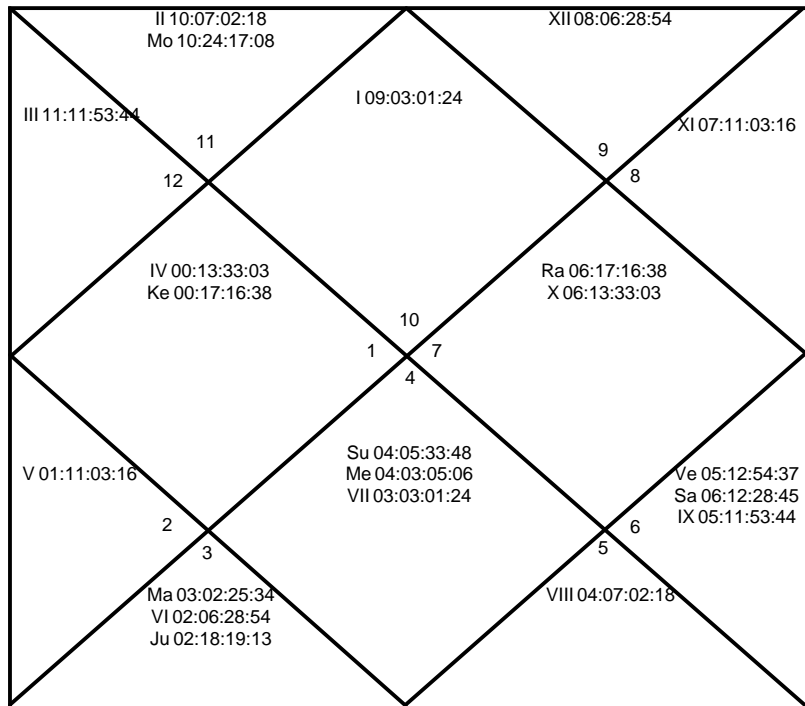 II 10:07:02:18
Mo 10:24:17:08
XII 08:06:28:54
I 09:03:01:24
III 11:11:53:44
XI 07:11:03:16
11
9
12
8
IV 00:13:33:03
Ke 00:17:16:38
Ra 06:17:16:38
X 06:13:33:03
10
1
7
4
V 01:11:03:16
Su 04:05:33:48
Me 04:03:05:06
VII 03:03:01:24
Ve 05:12:54:37
Sa 06:12:28:45
IX 05:11:53:44
2
6
3
5
Ma 03:02:25:34
VI 02:06:28:54
Ju 02:18:19:13
VIII 04:07:02:18